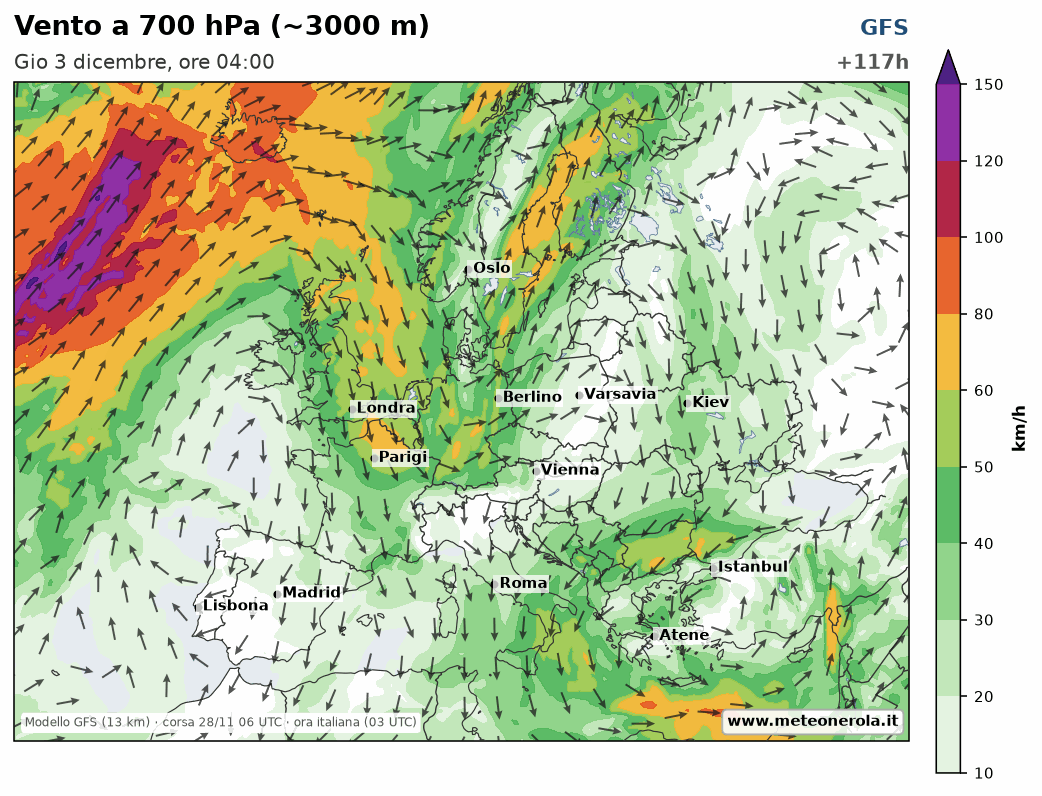 Vento a 700 hPa (~3000 m)
GFS
Gio 3 dicembre, ore 04:00
+117h
150
120
100
80
60
50
40
30
20
10
km/h
Oslo
Berlino
Varsavia
Kiev
Londra
Parigi
Vienna
Istanbul
Roma
Madrid
Lisbona
Atene
Modello GFS (13 km) · corsa 28/11 06 UTC · ora italiana (03 UTC)
www.meteonerola.it